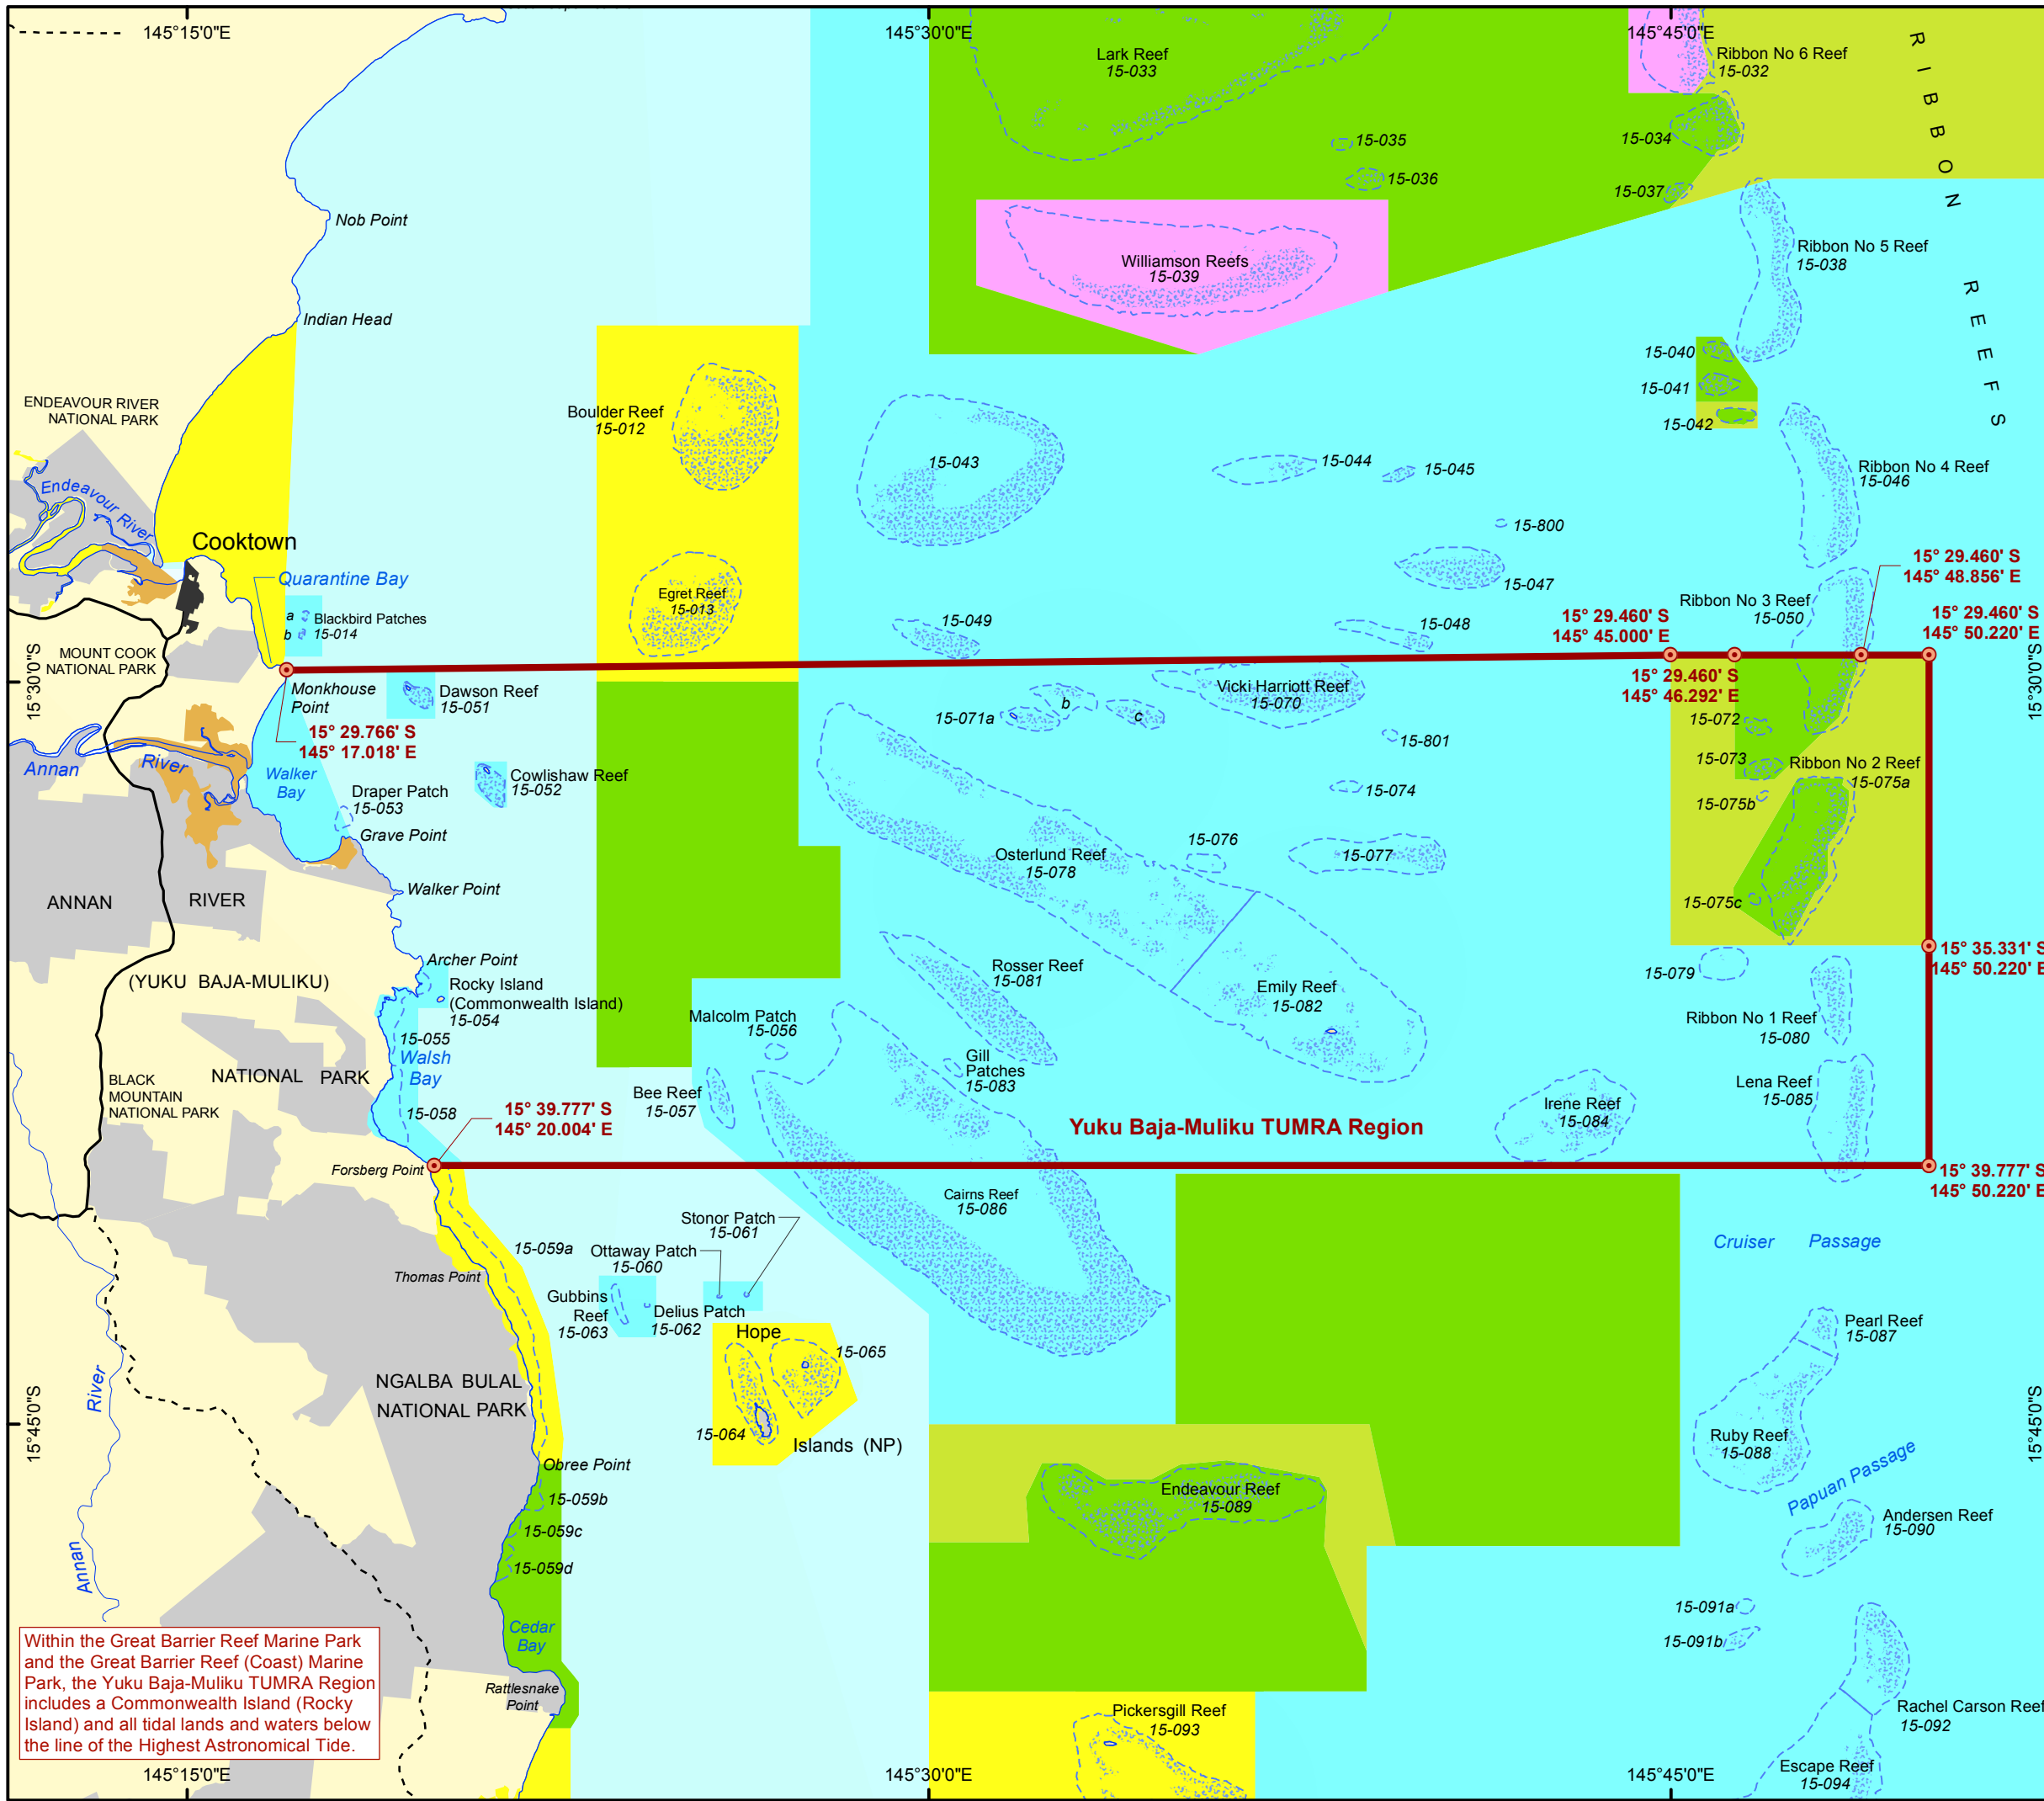 145°15'0"E
145°30'0"E
145°45'0"E
Lark Reef
15-033
Ribbon No 6 Reef
15-032
RIBBON REEFS
15-034
15-035
15-036
15-037
Nob Point
Williamson Reefs
15-039
Ribbon No 5 Reef
15-038
Indian Head
15-040
15-041
15-042
ENDEAVOUR RIVER
NATIONAL PARK
Boulder Reef
15-012
15-043
15-044
15-045
Ribbon No 4 Reef
15-046
Endeavour River
Cooktown
15-800
Quarantine Bay
15-047
15° 29.460' S
145° 48.856' E
Egret Reef
15-013
a
Blackbird Patches
b
15-014
15-049
15-048
Ribbon No 3 Reef
15-050
15° 29.460' S
145° 45.000' E
15° 29.460' S
145° 50.220' E
MOUNT COOK
NATIONAL PARK
15°30'0"S
15°30'0"S
Monkhouse
Point
15° 29.766' S
145° 17.018' E
Dawson Reef
15-051
15-071a
b
c
Vicki Harriott Reef
15-070
15° 29.460' S
145° 46.292' E
15-072
15-801
15-073
Ribbon No 2 Reef
15-075a
Annan River
Walker
Bay
Cowlishaw Reef
15-052
15-074
15-075b
Draper Patch
15-053
Grave Point
15-076
15-077
Osterlund Reef
15-078
Walker Point
ANNAN RIVER
15-075c
Archer Point
(YUKU BAJA-MULIKU)
Rocky Island
(Commonwealth Island)
15-054
Rosser Reef
15-081
Emily Reef
15-082
15-079
15° 35.331' S
145° 50.220' E
Malcolm Patch
15-056
Ribbon No 1 Reef
15-080
15-055
Walsh
Bay
NATIONAL PARK
Gill
Patches
15-083
BLACK
MOUNTAIN
NATIONAL PARK
Bee Reef
15-057
Lena Reef
15-085
15-058
15° 39.777' S
145° 20.004' E
Irene Reef
15-084
Yuku Baja-Muliku TUMRA Region
Forsberg Point
15° 39.777' S
145° 50.220' E
Cairns Reef
15-086
Stonor Patch
15-061
15-059a
Ottaway Patch
15-060
Cruiser Passage
Thomas Point
Gubbins
Reef
15-063
Delius Patch
15-062
Hope
15-065
Pearl Reef
15-087
NGALBA BULAL
NATIONAL PARK
River
15-064
Islands (NP)
15°45'0"S
15°45'0"S
Ruby Reef
15-088
Obree Point
15-059b
Papuan Passage
Endeavour Reef
15-089
Andersen Reef
15-090
15-059c
15-059d
Annan
15-091a
15-091b
Cedar
Bay
Within the Great Barrier Reef Marine Park
and the Great Barrier Reef (Coast) Marine
Park, the Yuku Baja-Muliku TUMRA Region
includes a Commonwealth Island (Rocky
Island) and all tidal lands and waters below
the line of the Highest Astronomical Tide.
Rattlesnake
Point
Pickersgill Reef
15-093
Rachel Carson Reef
15-092
Escape Reef
15-094
145°15'0"E
145°30'0"E
145°45'0"E